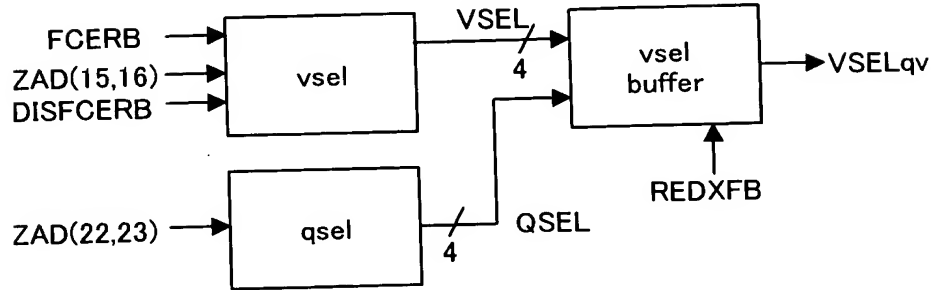 FCERB
ZAD(15,16)
DISFCERB
vsel
VSEL
4
vsel
buffer
VSELqv
REDXFB
ZAD(22,23)
qsel
4
QSEL